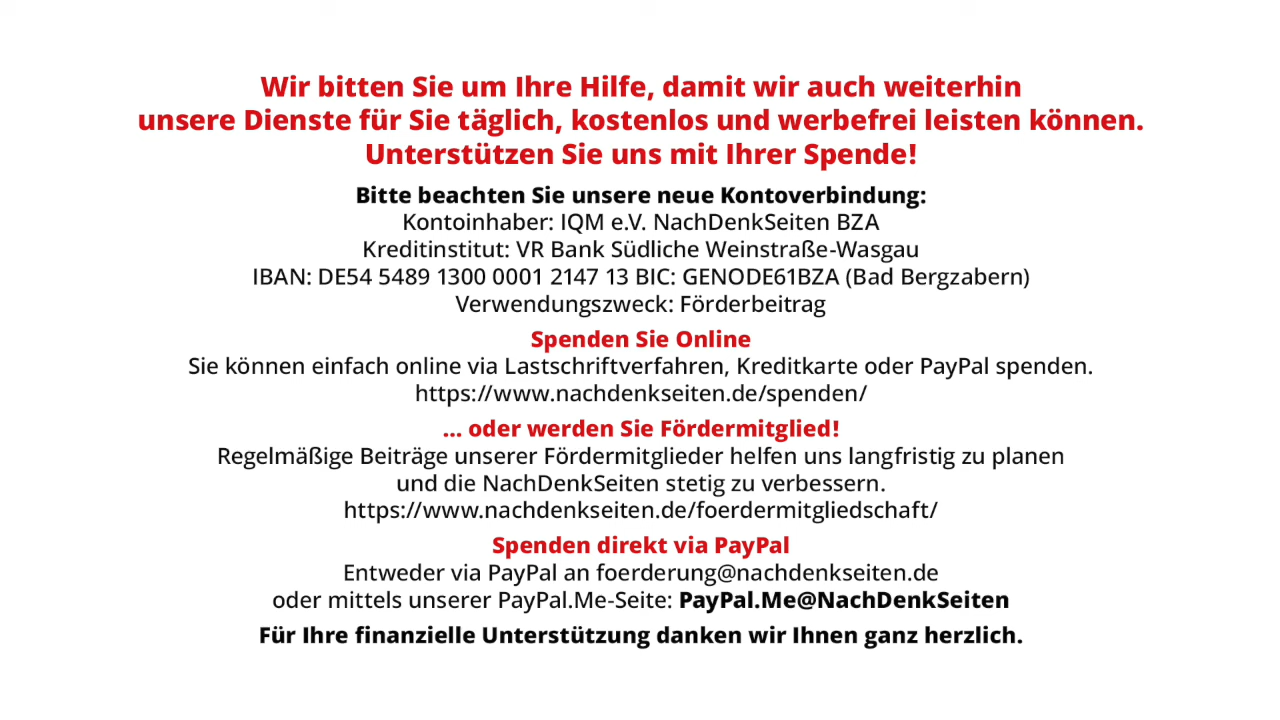 Wir bitten Sie um Ihre Hilfe, damit wir auch weiterhin
unsere Dienste für Sie täglich, kostenlos und werbefrei leisten können.
Unterstützen Sie uns mit Ihrer Spende!
Bitte beachten Sie unsere neue Kontoverbindung:
Kontoinhaber: IQM e.V. NachDenkSeiten BZA
Kreditinstitut: VR Bank Südliche Weinstraße-Wasgau
IBAN: DE54 5489 1300 0001 2147 13 BIC: GENODE61BZA (Bad Bergzabern)
Verwendungszweck: Förderbeitrag
Spenden Sie Online
Sie können einfach online via Lastschriftverfahren, Kreditkarte oder PayPal spenden.
https://www.nachdenkseiten.de/spenden/
... oder werden Sie Fördermitglied!
Regelmäßige Beiträge unserer Fördermitglieder helfen uns langfristig zu planen
und die NachDenkSeiten stetig zu verbessern.
https://www.nachdenkseiten.de/foerdermitgliedschaft/
Spenden direkt via PayPal
Entweder via PayPal an foerderung@nachdenkseiten.de
oder mittels unserer PayPal.Me-Seite: PayPal.Me@NachDenkSeiten
Für Ihre finanzielle Unterstützung danken wir Ihnen ganz herzlich.